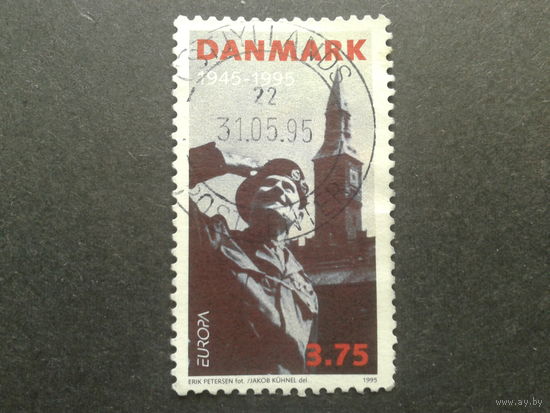 DANMARK
1945-1995
22
31.05.95
EUROPA
3.75
ERIK PETERSEN fot. /JAKOB KÜHNEL del.
1995
www.ay.by